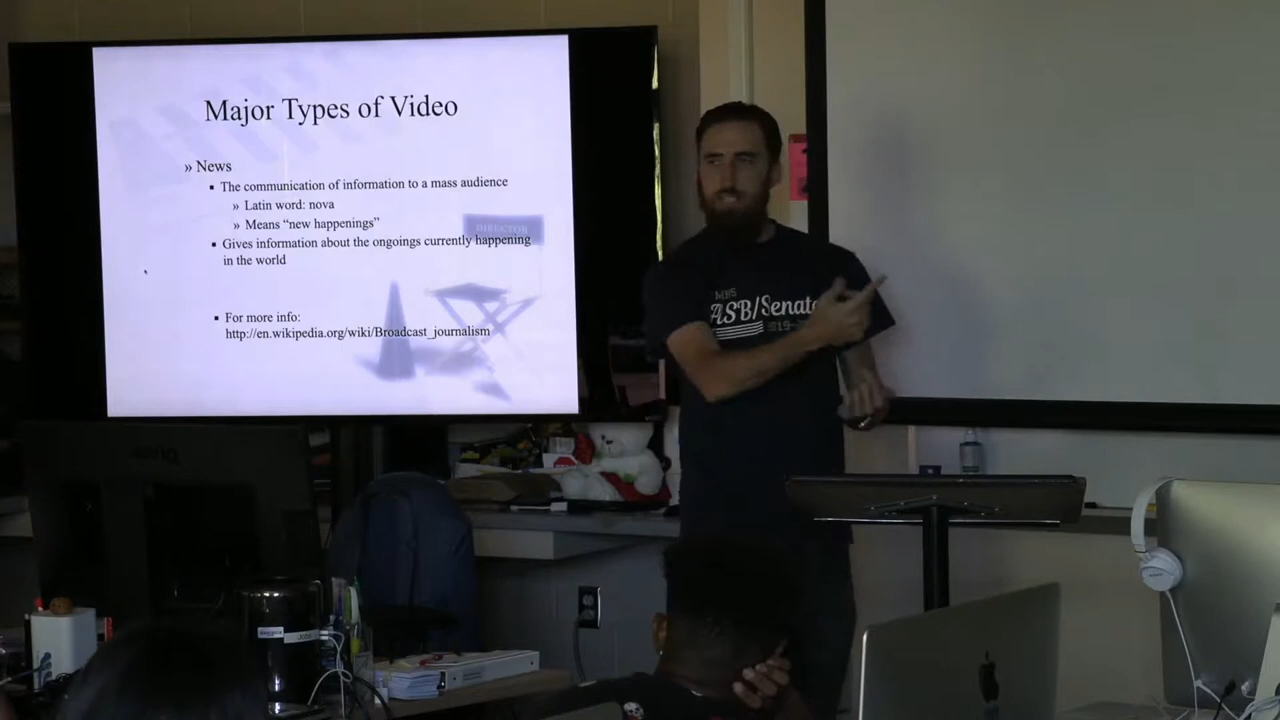 Major Types of Video
» News
▪ The communication of information to a mass audience
» Latin word: nova
» Means “new happenings”
DIRECTOR
▪ Gives information about the ongoings currently happening
in the world
▪ For more info:
http://en.wikipedia.org/wiki/Broadcast_journalism
MHS
ASB/Senate
BenQ